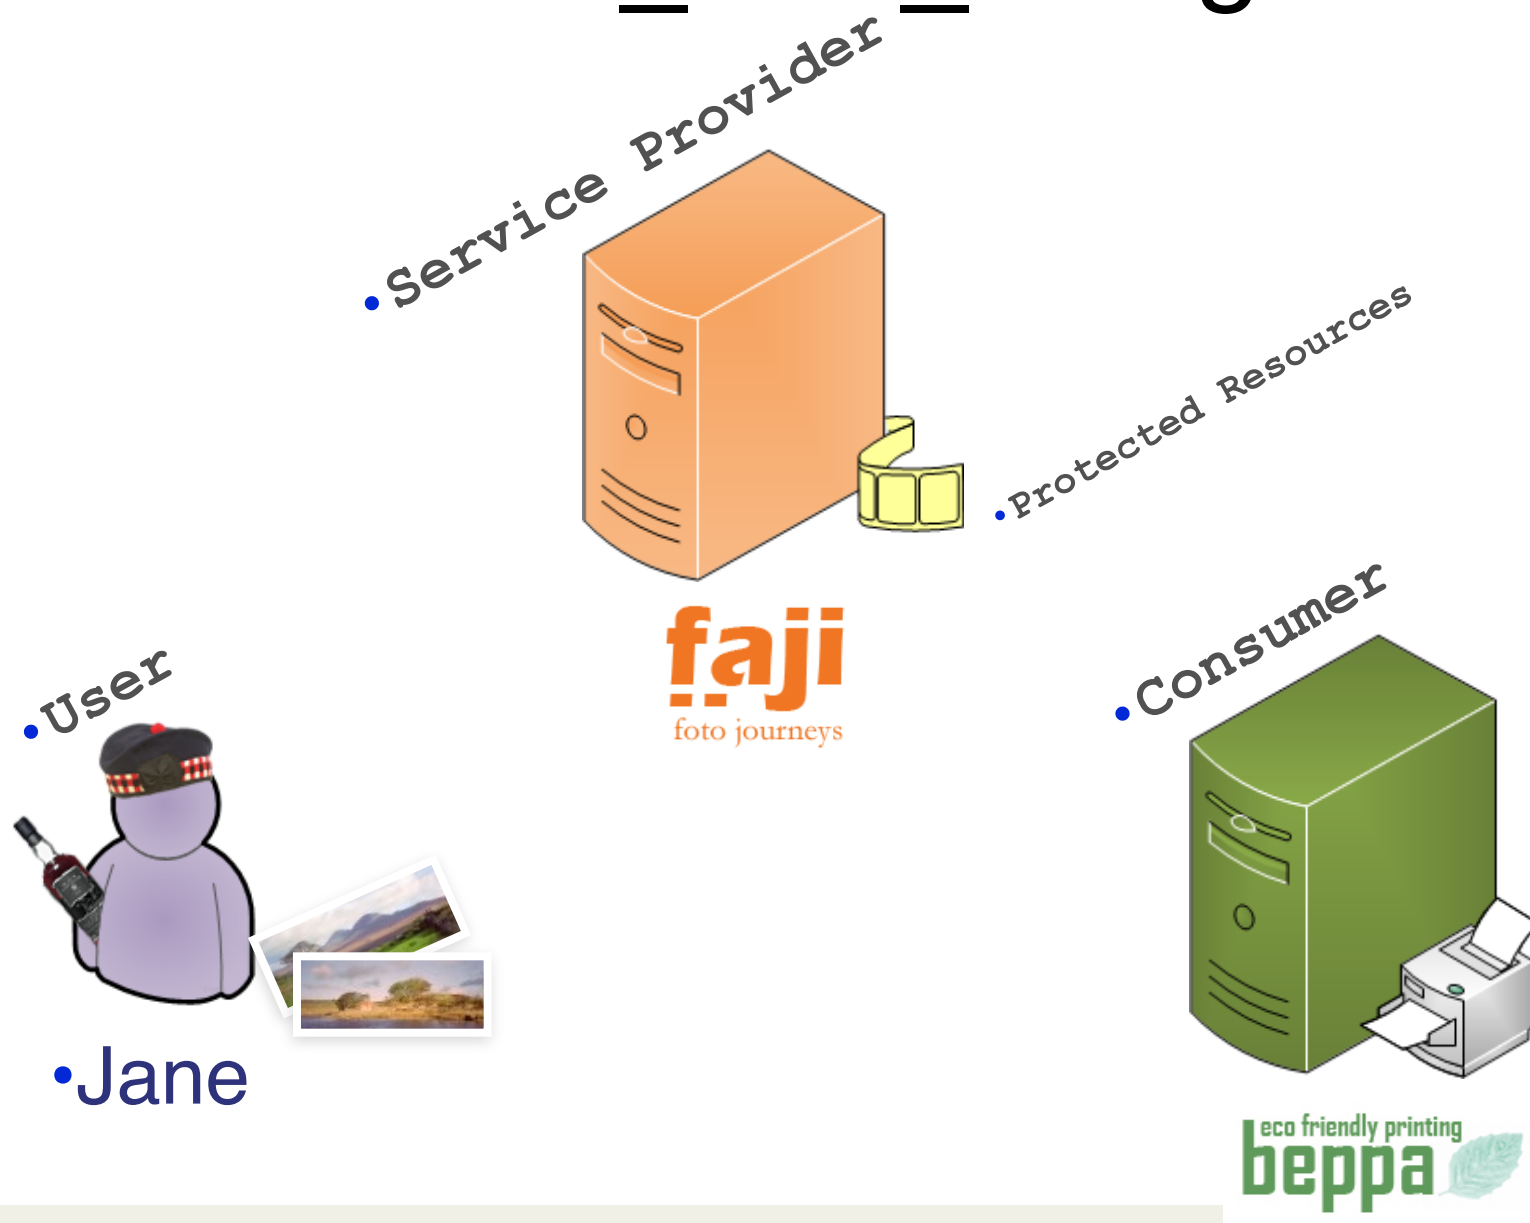 Service Provider
Protected Resources
faji
foto journeys
User
Consumer
Jane
eco friendly printing
beppa